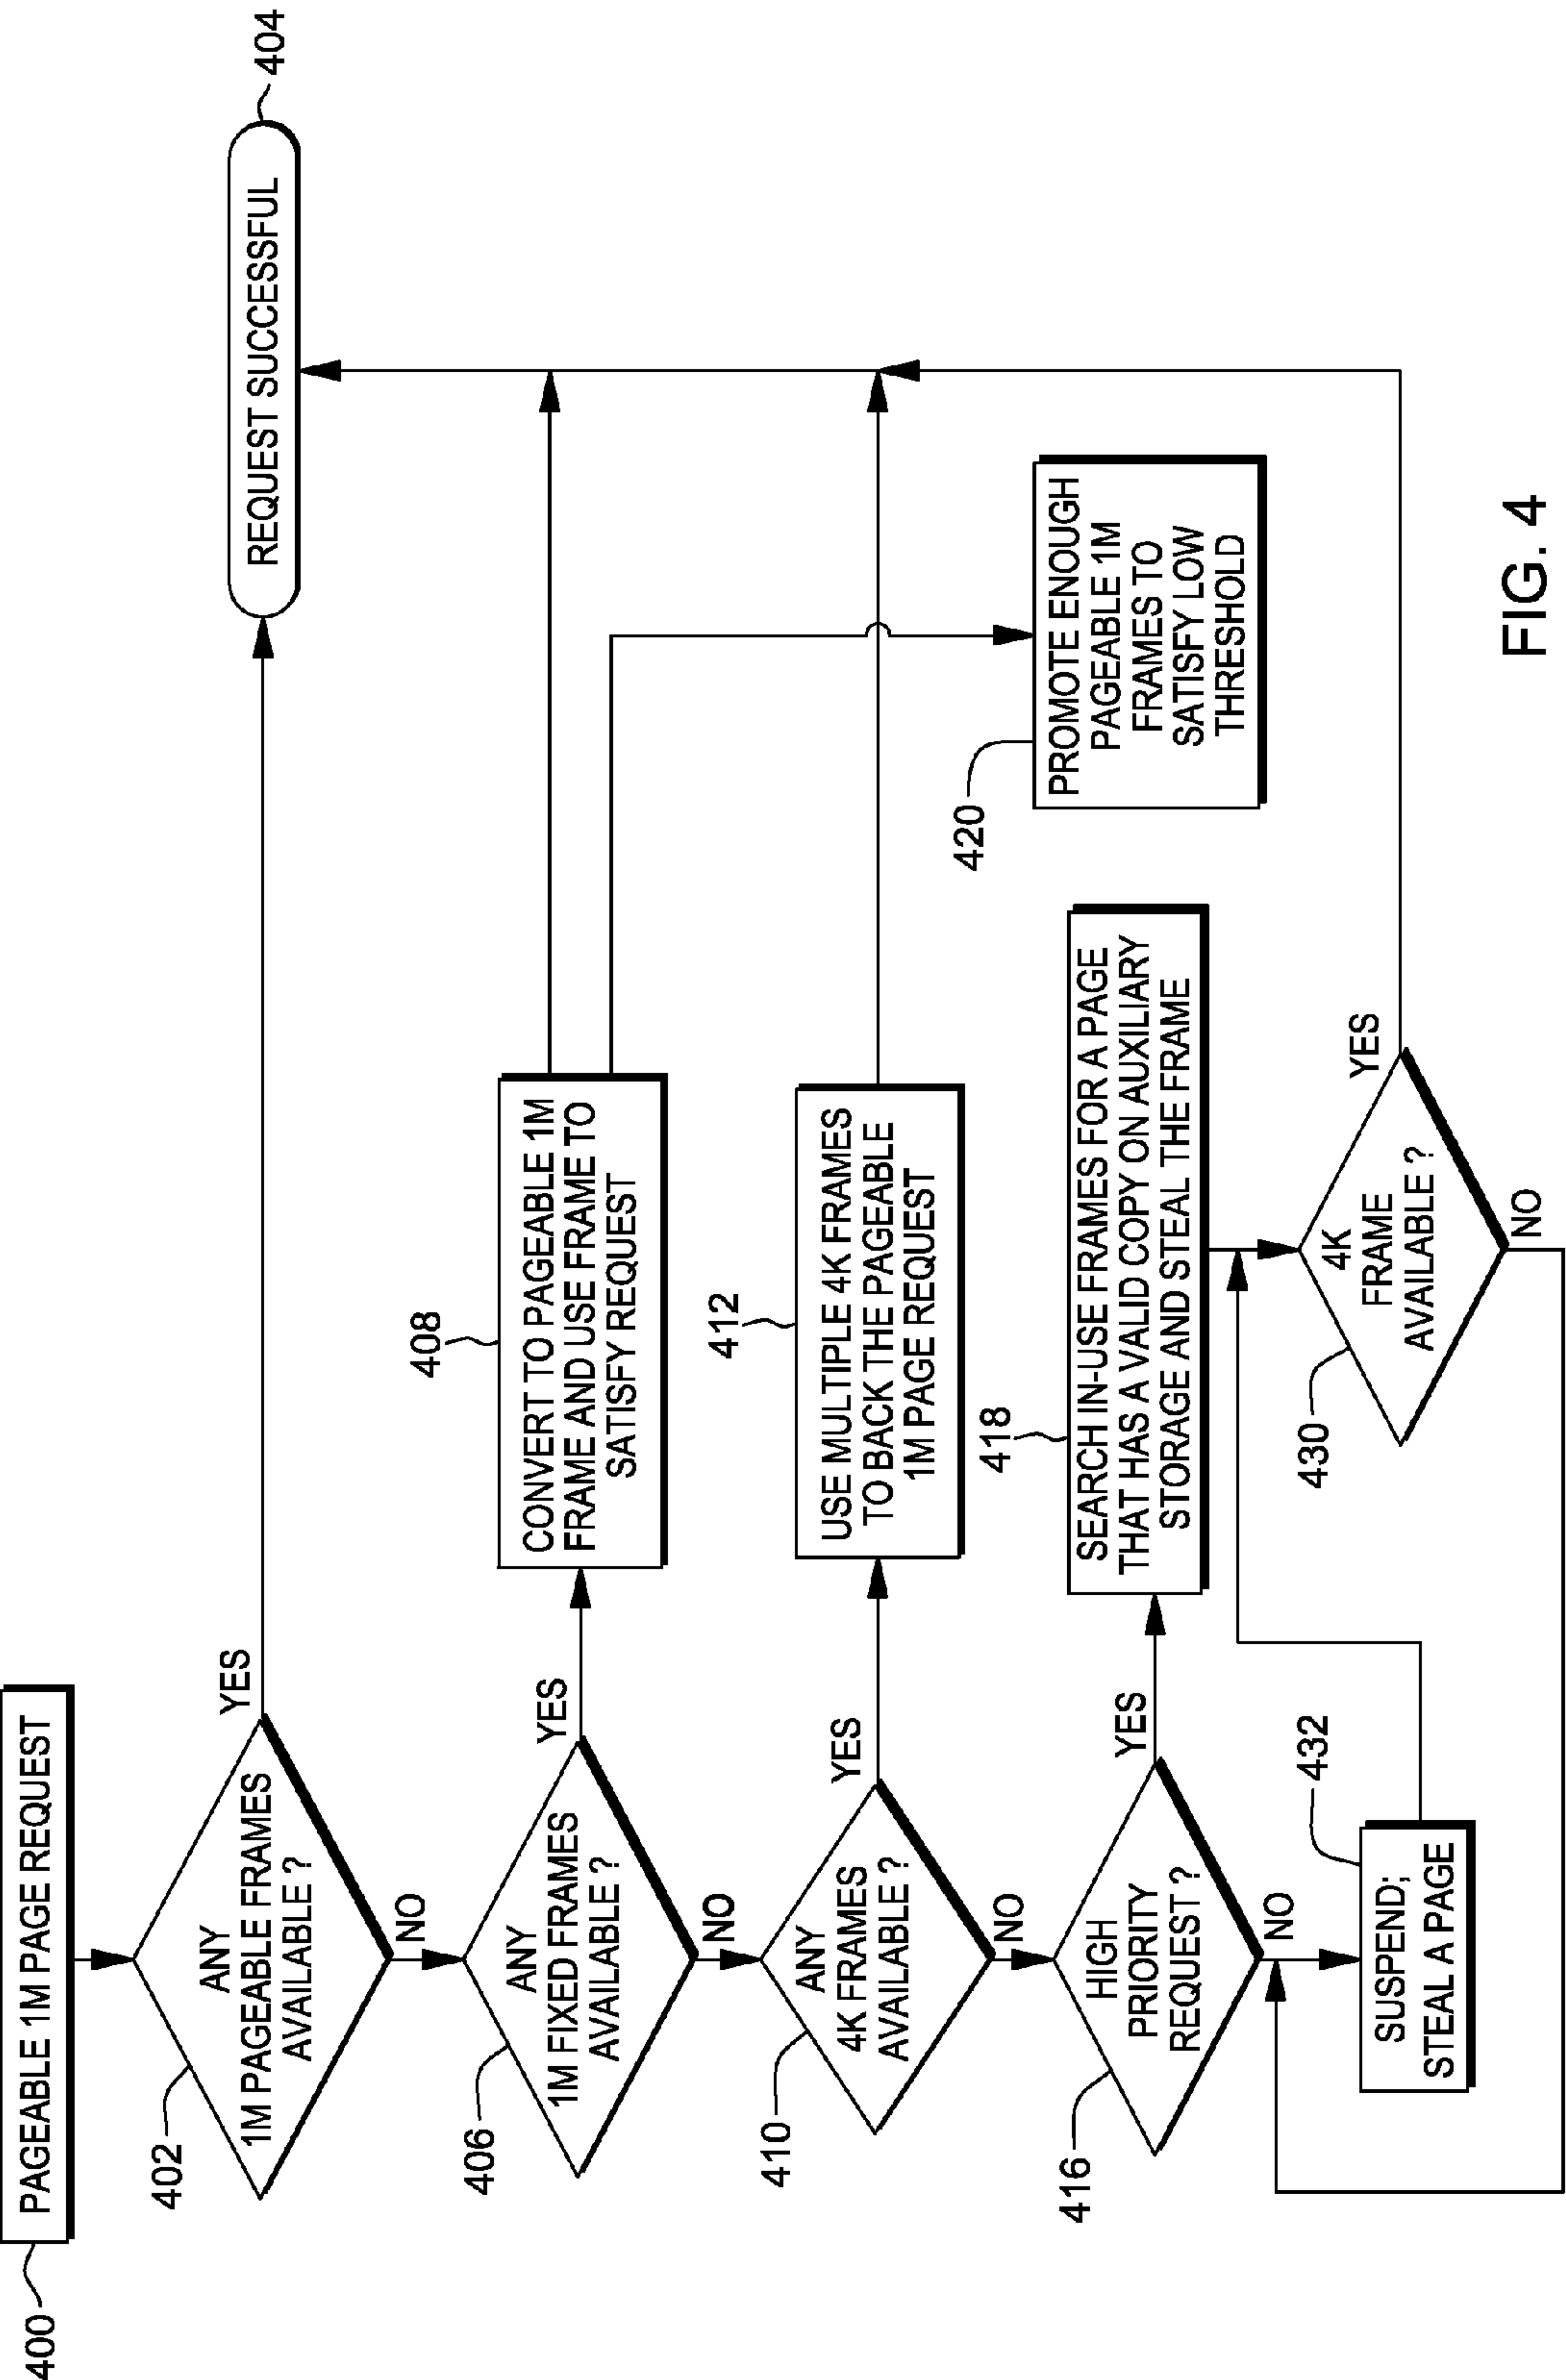 400
PAGEABLE 1M PAGE REQUEST
402
ANY
1M PAGEABLE FRAMES
AVAILABLE ?
YES
NO
REQUEST SUCCESSFUL
404
406
ANY
1M FIXED FRAMES
AVAILABLE ?
YES
NO
408
CONVERT TO PAGEABLE 1M
FRAME AND USE FRAME TO
SATISFY REQUEST
410
ANY
4K FRAMES
AVAILABLE ?
YES
NO
412
USE MULTIPLE 4K FRAMES
TO BACK THE PAGEABLE
1M PAGE REQUEST
420
PROMOTE ENOUGH
PAGEABLE 1M
FRAMES TO
SATISFY LOW
THRESHOLD
416
HIGH
PRIORITY
REQUEST ?
YES
NO
418
SEARCH IN-USE FRAMES FOR A PAGE
THAT HAS A VALID COPY ON AUXILIARY
STORAGE AND STEAL THE FRAME
432
SUSPEND;
STEAL A PAGE
430
4K
FRAME
AVAILABLE ?
YES
NO
FIG. 4